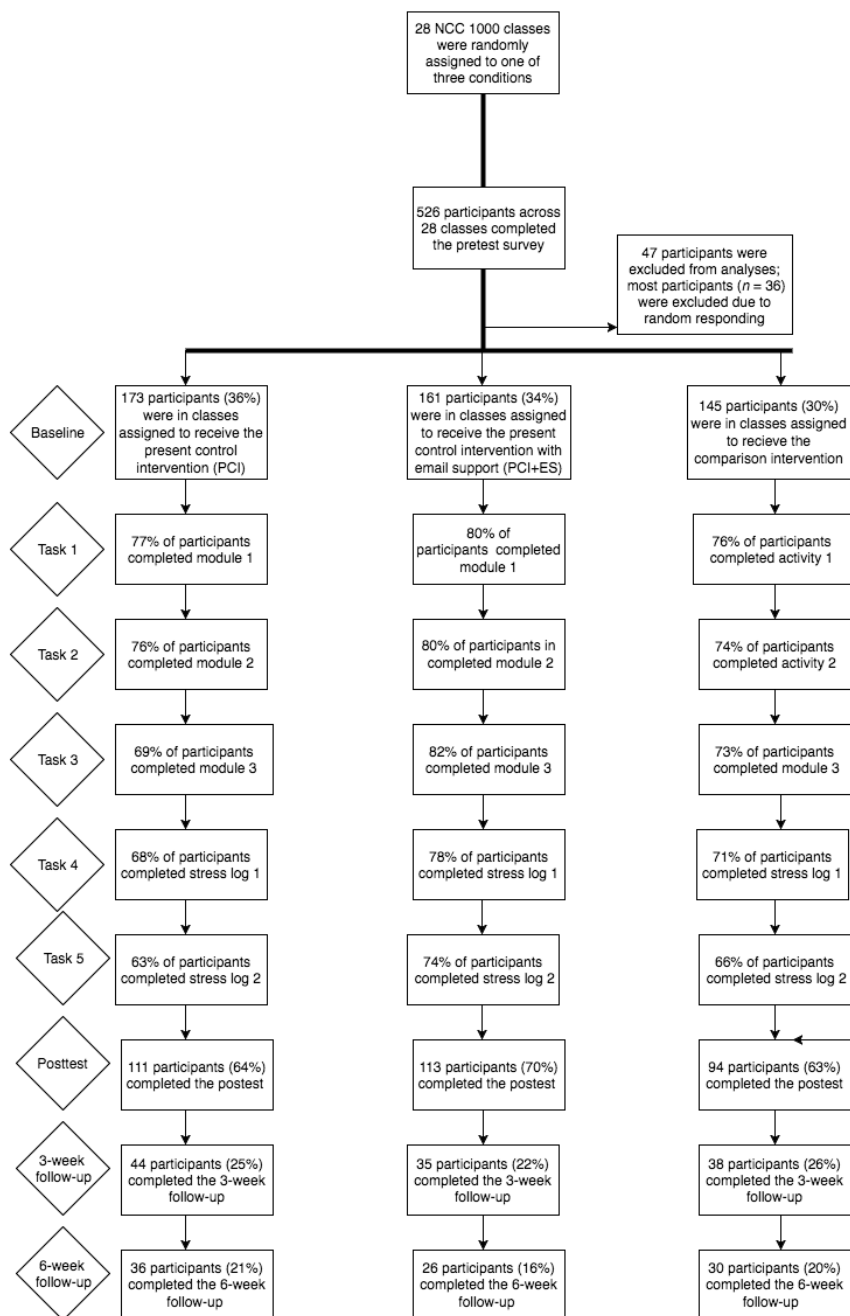 28 NCC 1000 classes
were randomly
assigned to one of
three conditions
526 participants across
28 classes completed
the pretest survey
47 participants were
excluded from analyses;
most participants (n = 36)
were excluded due to
random responding
Baseline
173 participants (36%)
were in classes
assigned to receive the
present control
intervention (PCI)
161 participants (34%)
were in classes assigned
to receive the present
control intervention with
email support (PCI+ES)
145 participants (30%)
were in classes assigned
to recieve the
comparison intervention
Task 1
77% of participants
completed module 1
80% of
participants completed
module 1
76% of participants
completed activity 1
Task 2
76% of participants
completed module 2
80% of participants in
completed module 2
74% of participants
completed activity 2
Task 3
69% of participants
completed module 3
82% of participants
completed module 3
73% of participants
completed module 3
Task 4
68% of participants
completed stress log 1
78% of participants
completed stress log 1
71% of participants
completed stress log 1
Task 5
63% of participants
completed stress log 2
74% of participants
completed stress log 2
66% of participants
completed stress log 2
Posttest
111 participants (64%)
completed the postest
113 participants (70%)
completed the postest
94 participants (63%)
completed the postest
3-week
follow-up
44 participants (25%)
completed the 3-week
follow-up
35 participants (22%)
completed the 3-week
follow-up
38 participants (26%)
completed the 3-week
follow-up
6-week
follow-up
36 participants (21%)
completed the 6-week
follow-up
26 participants (16%)
completed the 6-week
follow-up
30 participants (20%)
completed the 6-week
follow-up